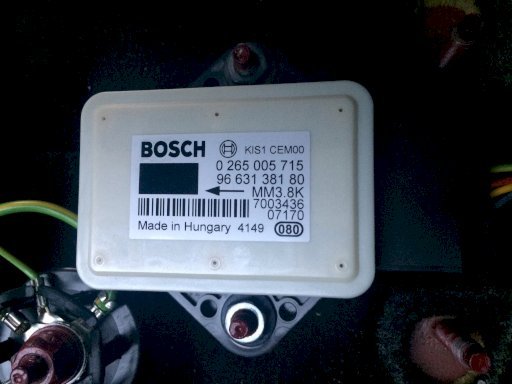 BOSCH KIS1 CEM00
0 265 005 715
96 631 381 80
MM3.8K
7003436
07170
Made in Hungary 4149 080